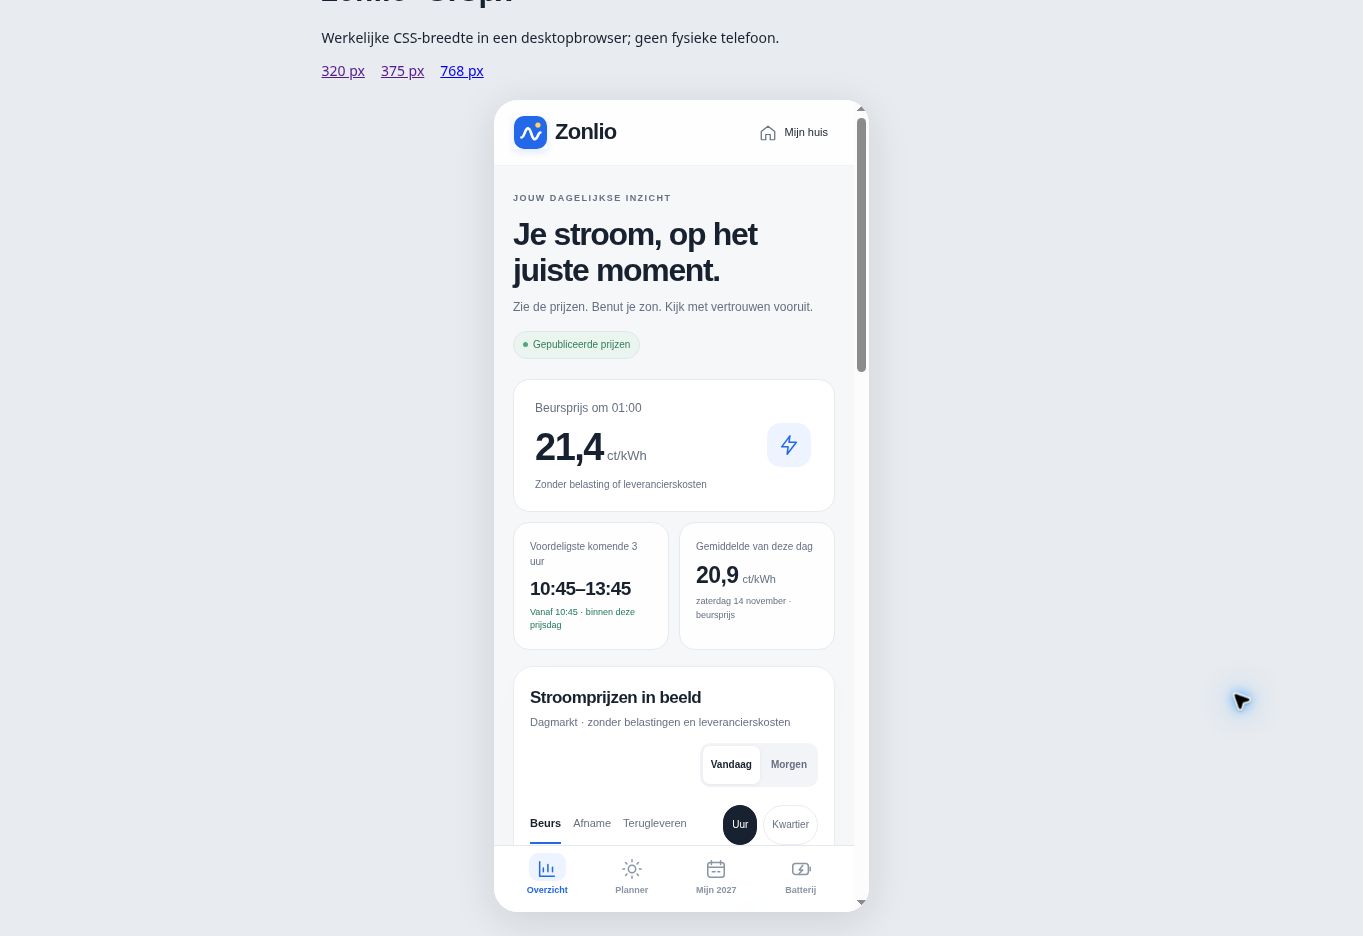 Werkelijke CSS-breedte in een desktopbrowser; geen fysieke telefoon.
320 px 375 px 768 px
Zonlio
Mijn huis
JOUW DAGELIJKSE INZICHT
Je stroom, op het
juiste moment.
Zie de prijzen. Benut je zon. Kijk met vertrouwen vooruit.
Gepubliceerde prijzen
Beursprijs om 01:00
21,4 ct/kWh
Zonder belasting of leverancierskosten
Voordeligste komende 3
uur
10:45–13:45
Vanaf 10:45 · binnen deze
prijsdag
Gemiddelde van deze dag
20,9 ct/kWh
zaterdag 14 november ·
beursprijs
Stroomprijzen in beeld
Dagmarkt · zonder belastingen en leverancierskosten
Vandaag Morgen
Beurs Afname Terugleveren Uur Kwartier
Overzicht Planner Mijn 2027 Batterij